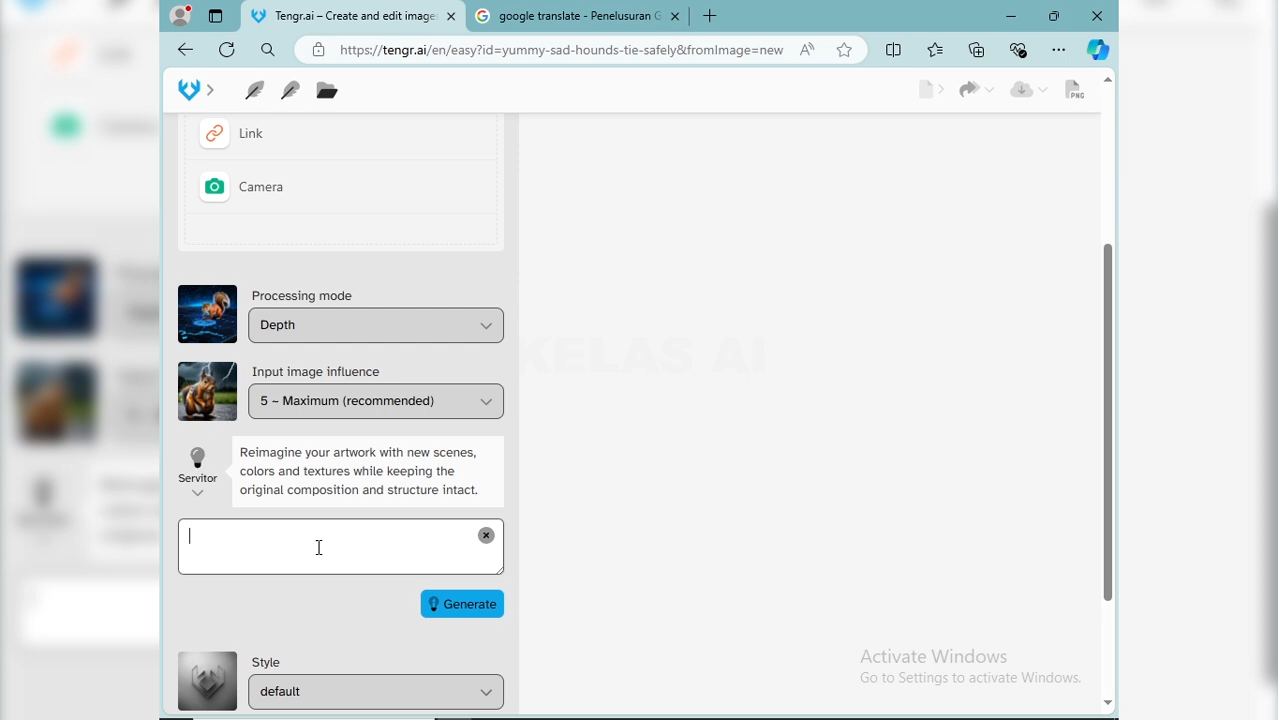 Tengr.ai – Create and edit image
google translate - Penelusuran G
https://tengr.ai/en/easy?id=yummy-sad-hounds-tie-safely&fromImage=new
PNG
Link
Camera
Processing mode
Depth
KELAS AI
Input image influence
5 ~ Maximum (recommended)
Servitor
Reimagine your artwork with new scenes,
colors and textures while keeping the
original composition and structure intact.
Generate
Style
default
Activate Windows
Go to Settings to activate Windows.